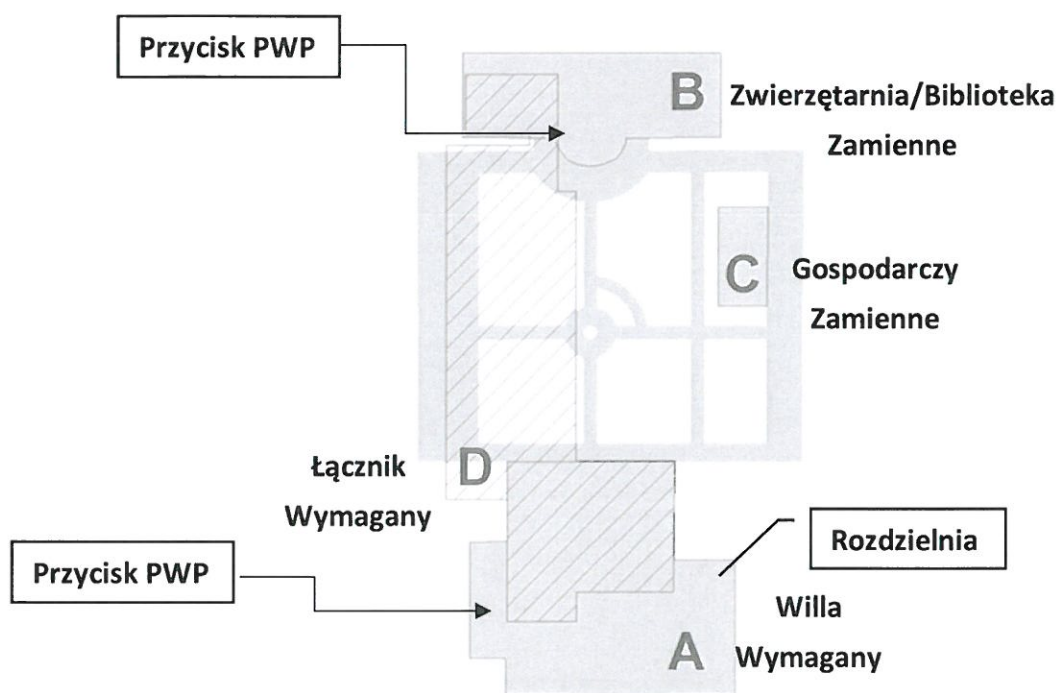 Przycisk PWP
B
Zwierzętarnia/Biblioteka
Zamienne
C
Gospodarczy
Zamienne
Łącznik
Wymagany
D
Przycisk PWP
Rozdzielnia
Willa
Wymagany
A